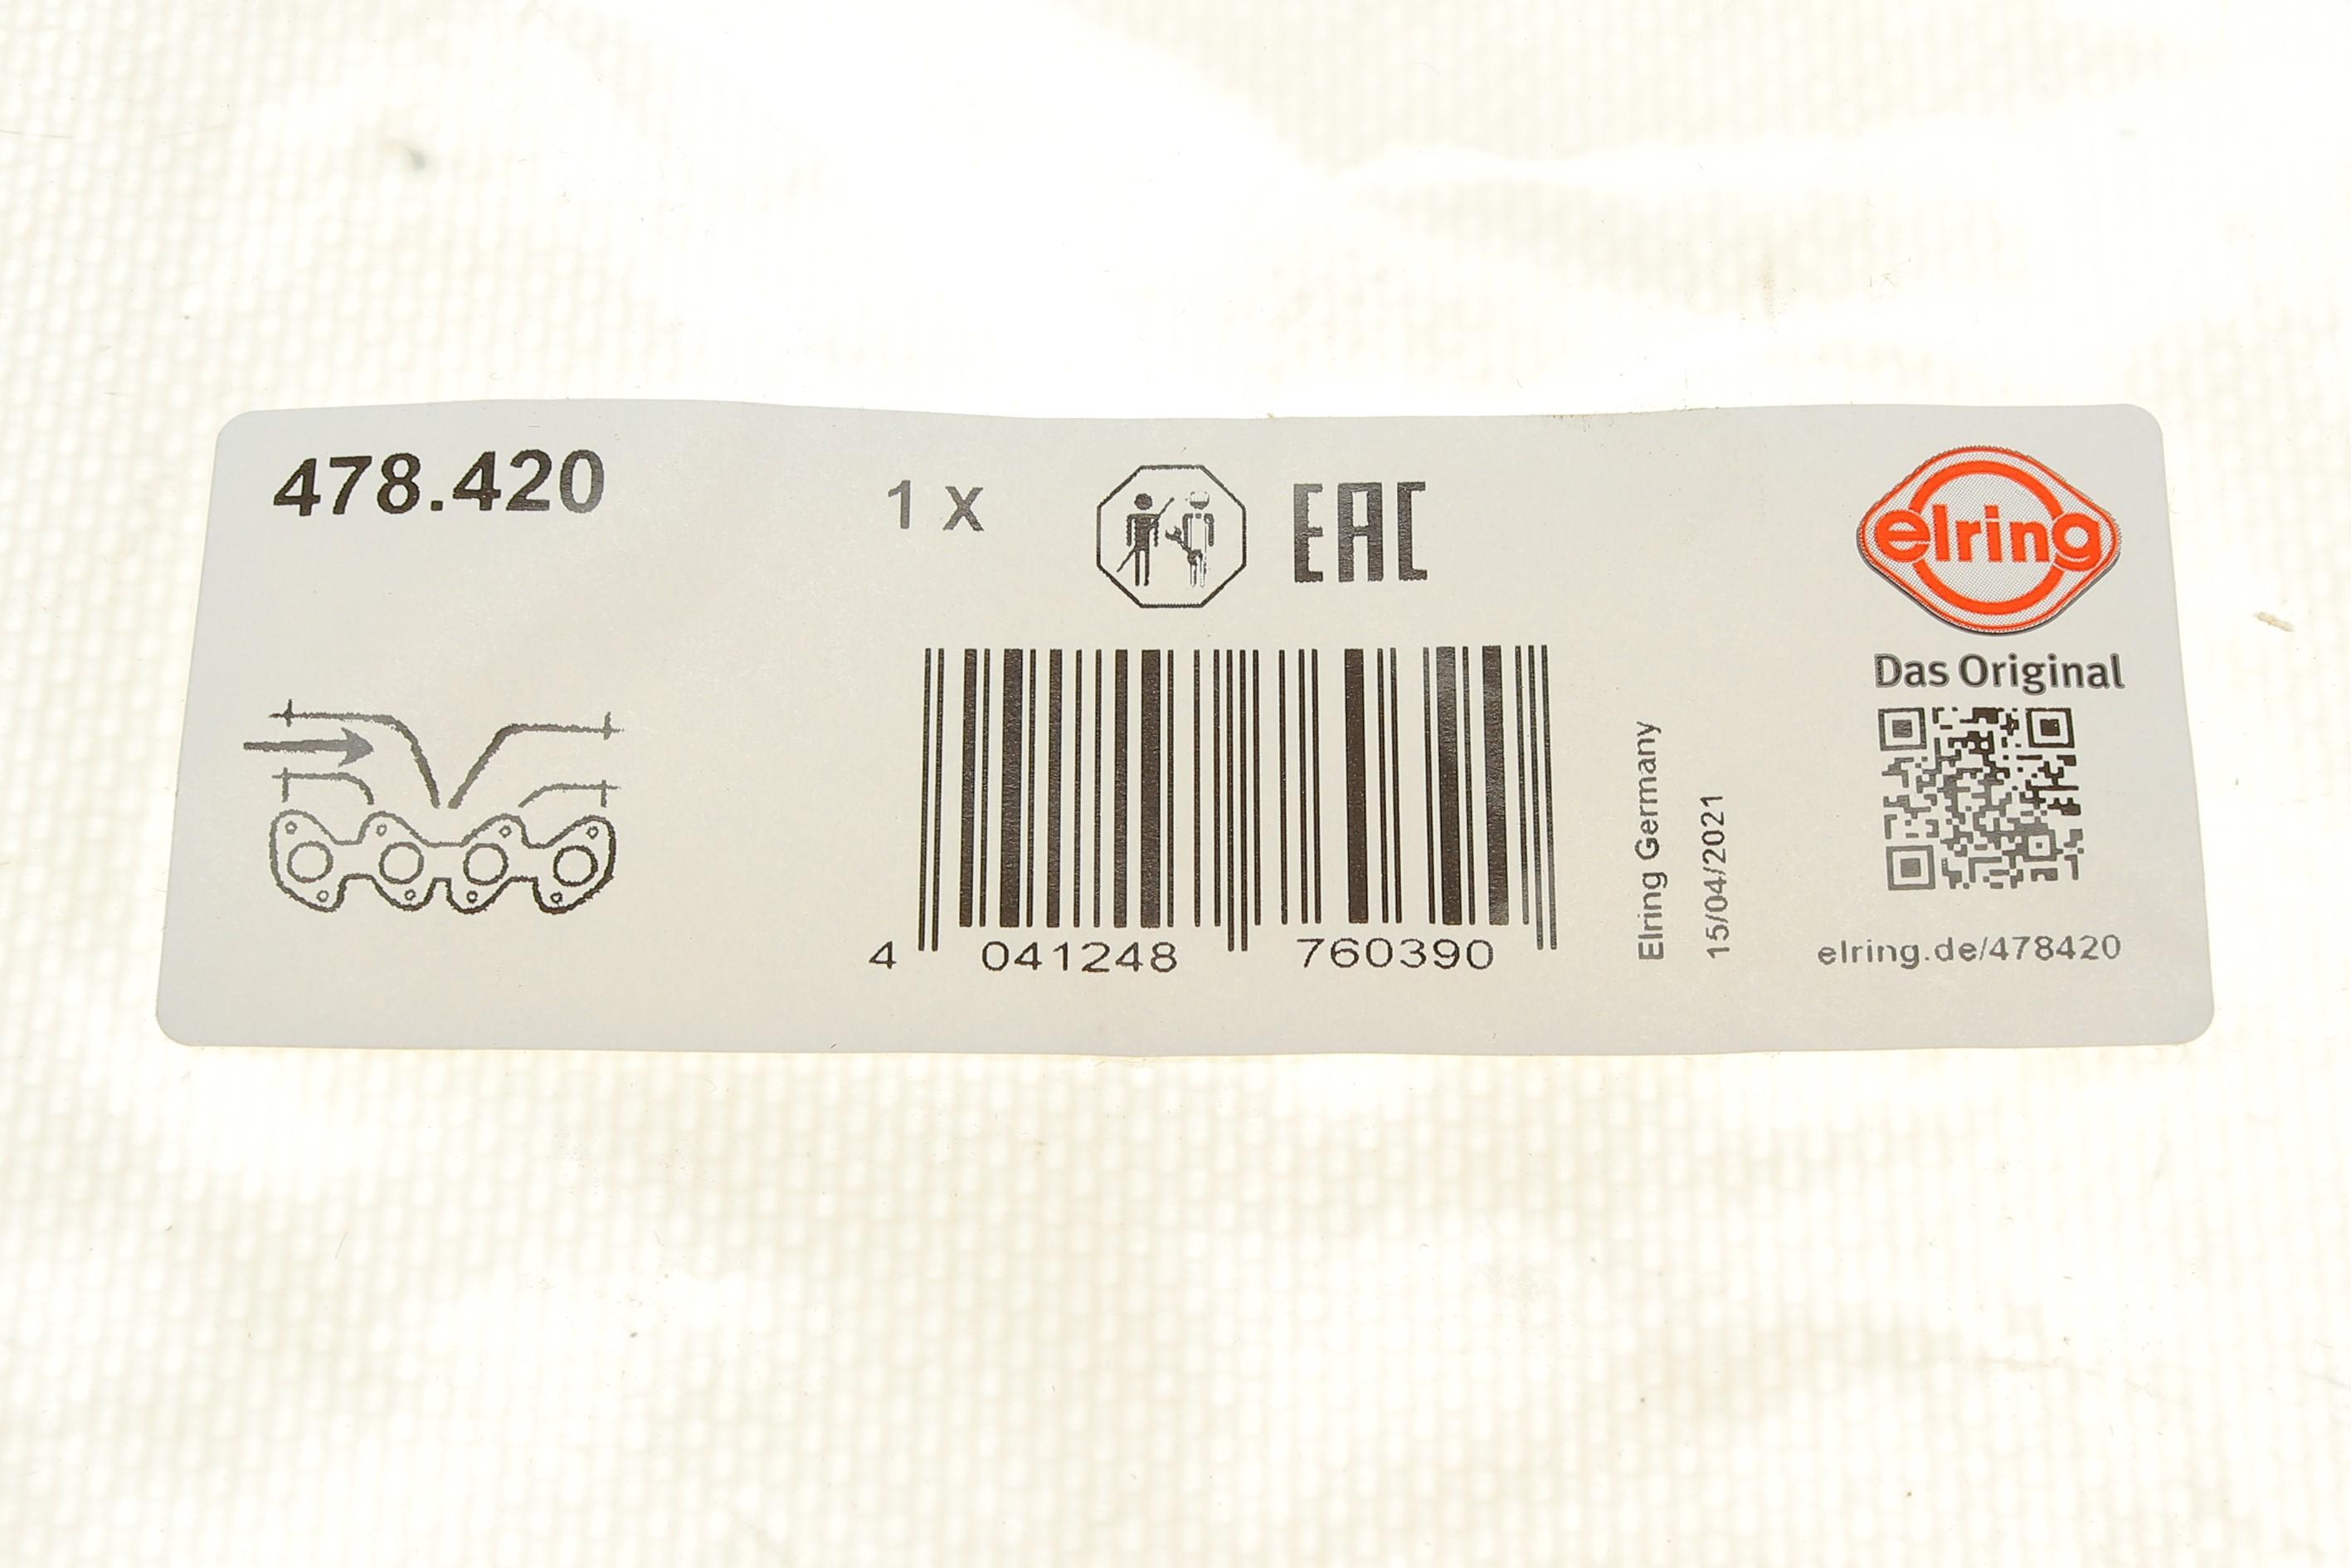 478.420
1 X
EAC
elring
Das Original
4 041248 760390
Elring Germany
15/04/2021
elring.de/478420